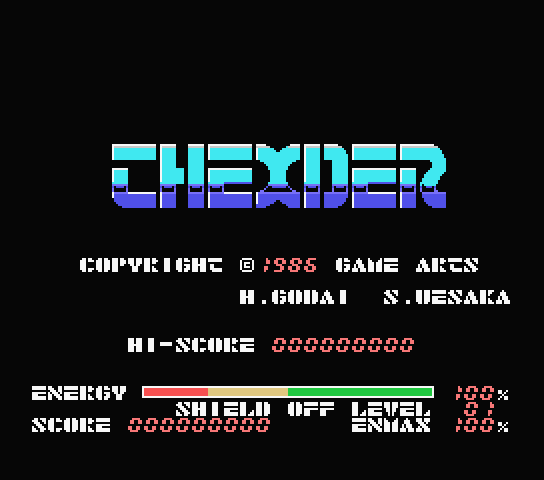 THEXDER
COPYRIGHT © 1986 GAME ARTS
H.GODAI S.UESAKA
HI-SCORE 000000000
ENERGY 100%
SHIELD OFF LEVEL 01
SCORE 000000000 ENMAX 100%